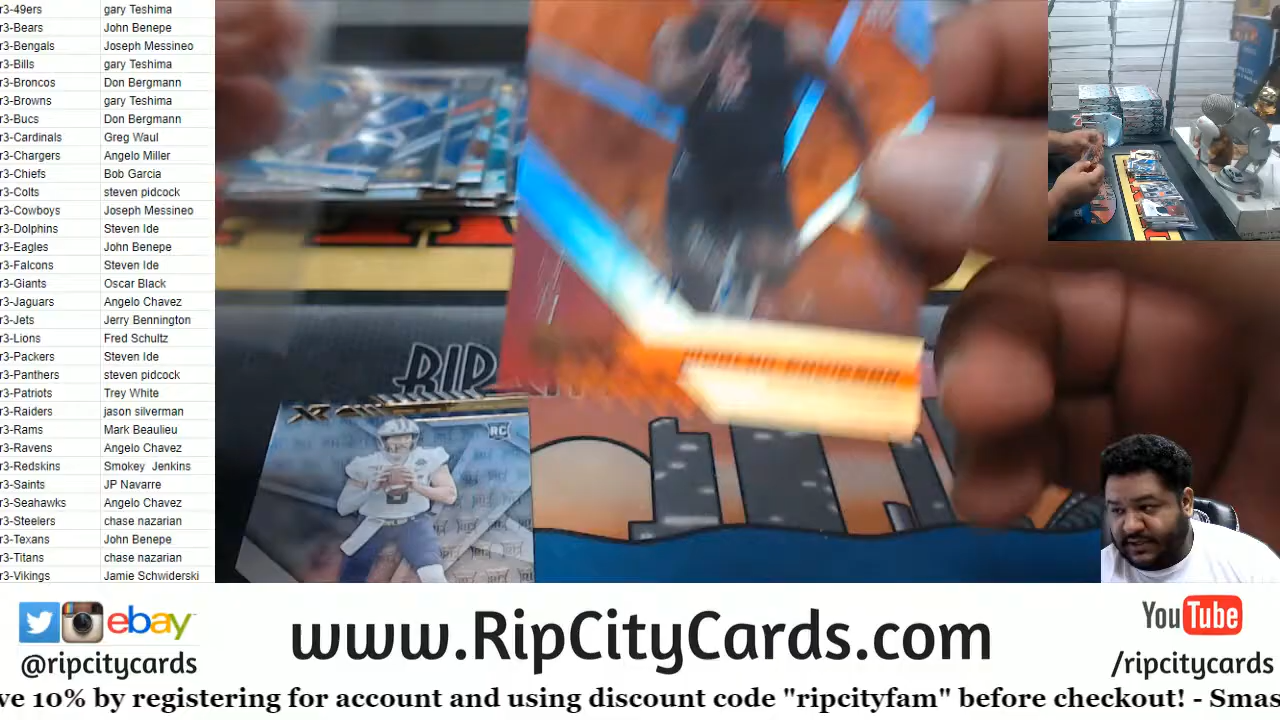 r3-49ers gary Teshima
r3-Bears John Benepe
r3-Bengals Joseph Messineo
r3-Bills gary Teshima
r3-Broncos Don Bergmann
r3-Browns gary Teshima
r3-Bucs Don Bergmann
r3-Cardinals Greg Waul
r3-Chargers Angelo Miller
r3-Chiefs Bob Garcia
r3-Colts steven pidcock
r3-Cowboys Joseph Messineo
r3-Dolphins Steven Ide
r3-Eagles John Benepe
r3-Falcons Steven Ide
r3-Giants Oscar Black
r3-Jaguars Angelo Chavez
r3-Jets Jerry Bennington
r3-Lions Fred Schultz
r3-Packers Steven Ide
r3-Panthers steven pidcock
r3-Patriots Trey White
r3-Raiders jason silverman
r3-Rams Mark Beaulieu
r3-Ravens Angelo Chavez
r3-Redskins Smokey Jenkins
r3-Saints JP Navarre
r3-Seahawks Angelo Chavez
r3-Steelers chase nazarian
r3-Texans John Benepe
r3-Titans chase nazarian
r3-Vikings Jamie Schwiderski
RIP
XR
RC
ebay
@ripcitycards
www.RipCityCards.com
YouTube
/ripcitycards
ve 10% by registering for account and using discount code "ripcityfam" before checkout! - Smas